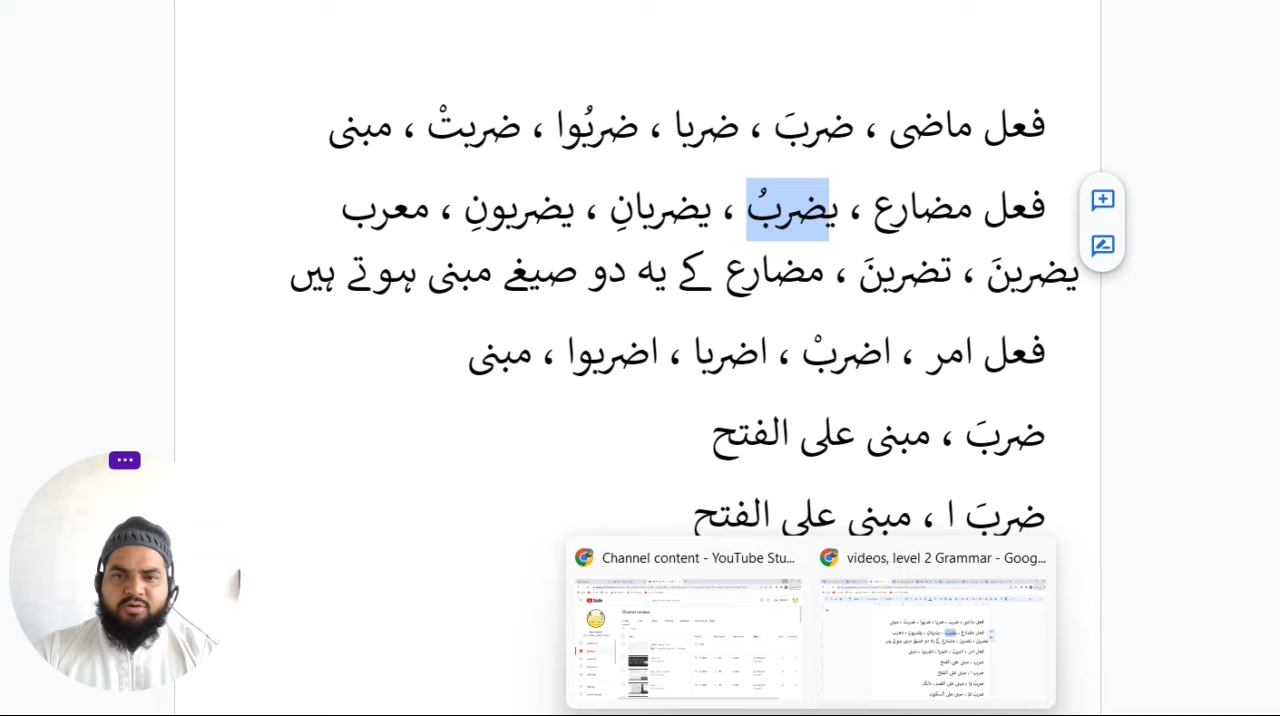 فعل ماضی ، ضربَ ، ضربا ، ضربُوا ، ضربتْ ، مبنی
فعل مضارع ، یضربُ ، یضربانِ ، یضربونِ ، معرب
یضربنَ ، تضربنَ ، مضارع کے یہ دو صیغے مبنی ہوتے ہیں
فعل امر ، اضربْ ، اضربا ، اضربوا ، مبنی
ضربَ ، مبنی علی الفتح
ضربَ ا ، مبنی علی الفتح
Channel content - YouTube Stu...
videos, level 2 Grammar - Goog...